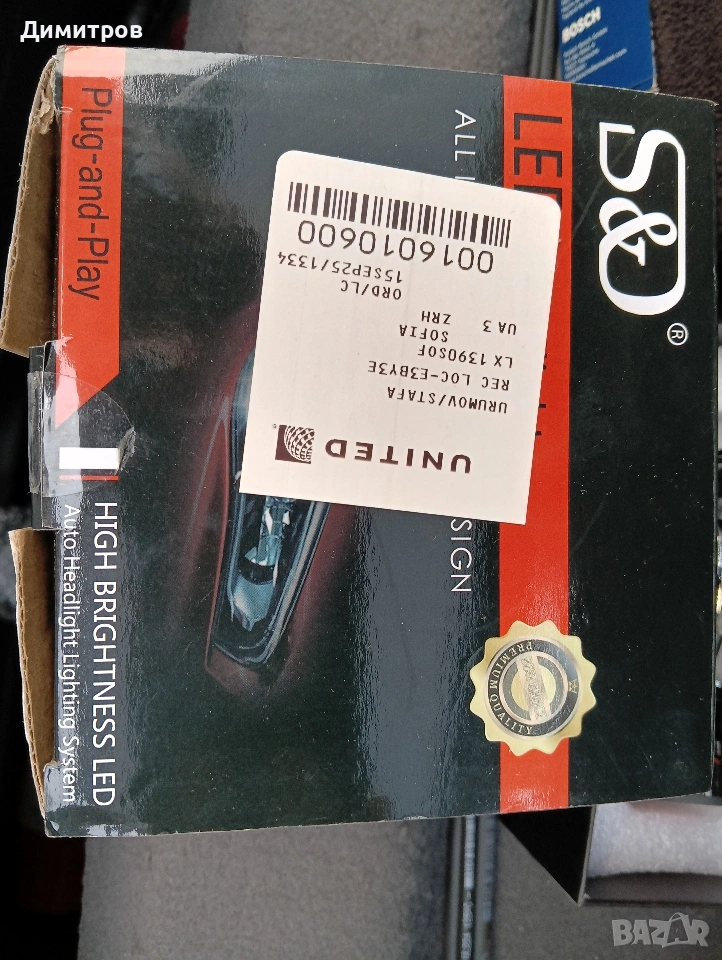 Димитров
BOSCH
S&D
®
LED
ALL I
SIGN
Plug-and-Play
HIGH BRIGHTNESS LED
Auto Headlight Lighting System
PREMIUM QUALITY
UNITED
URUMOV/STAFA
REC LOC-E3BY3E
LX 1390SOF
SOFIA
UA 3 ZRH
ORD/LC
15SEP25/1334
0016010600
BAZAR